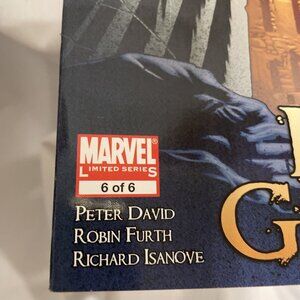 MARVEL
LIMITED SERIES
6 of 6
PETER DAVID
ROBIN FURTH
RICHARD ISANOVE
G